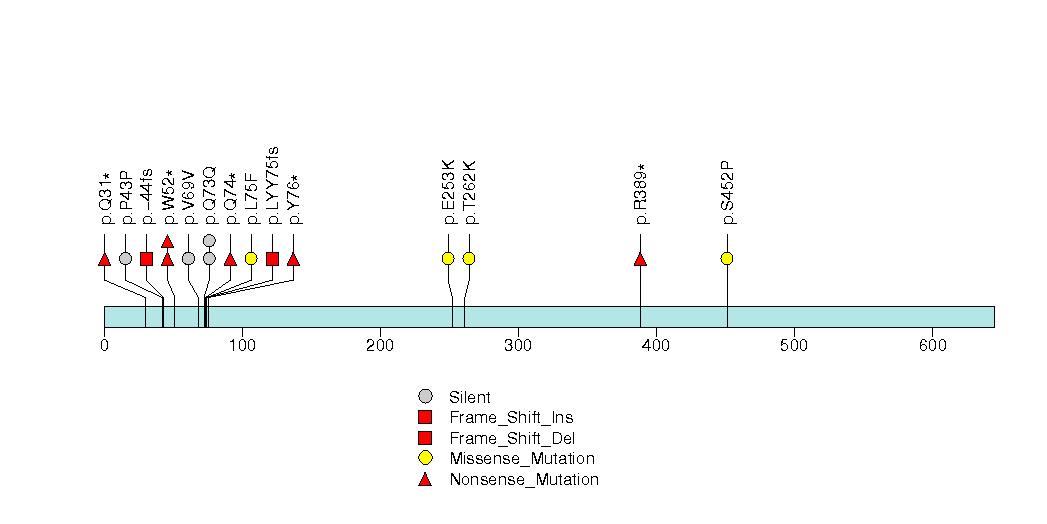 p.Q31*
p.P43P
p.-44fs
p.W52*
p.V69V
p.Q73Q
p.Q74*
p.L75F
p.LYY75fs
p.Y76*
p.E253K
p.T262K
p.R389*
p.S452P
0 100 200 300 400 500 600
Silent
Frame_Shift_Ins
Frame_Shift_Del
Missense_Mutation
Nonsense_Mutation